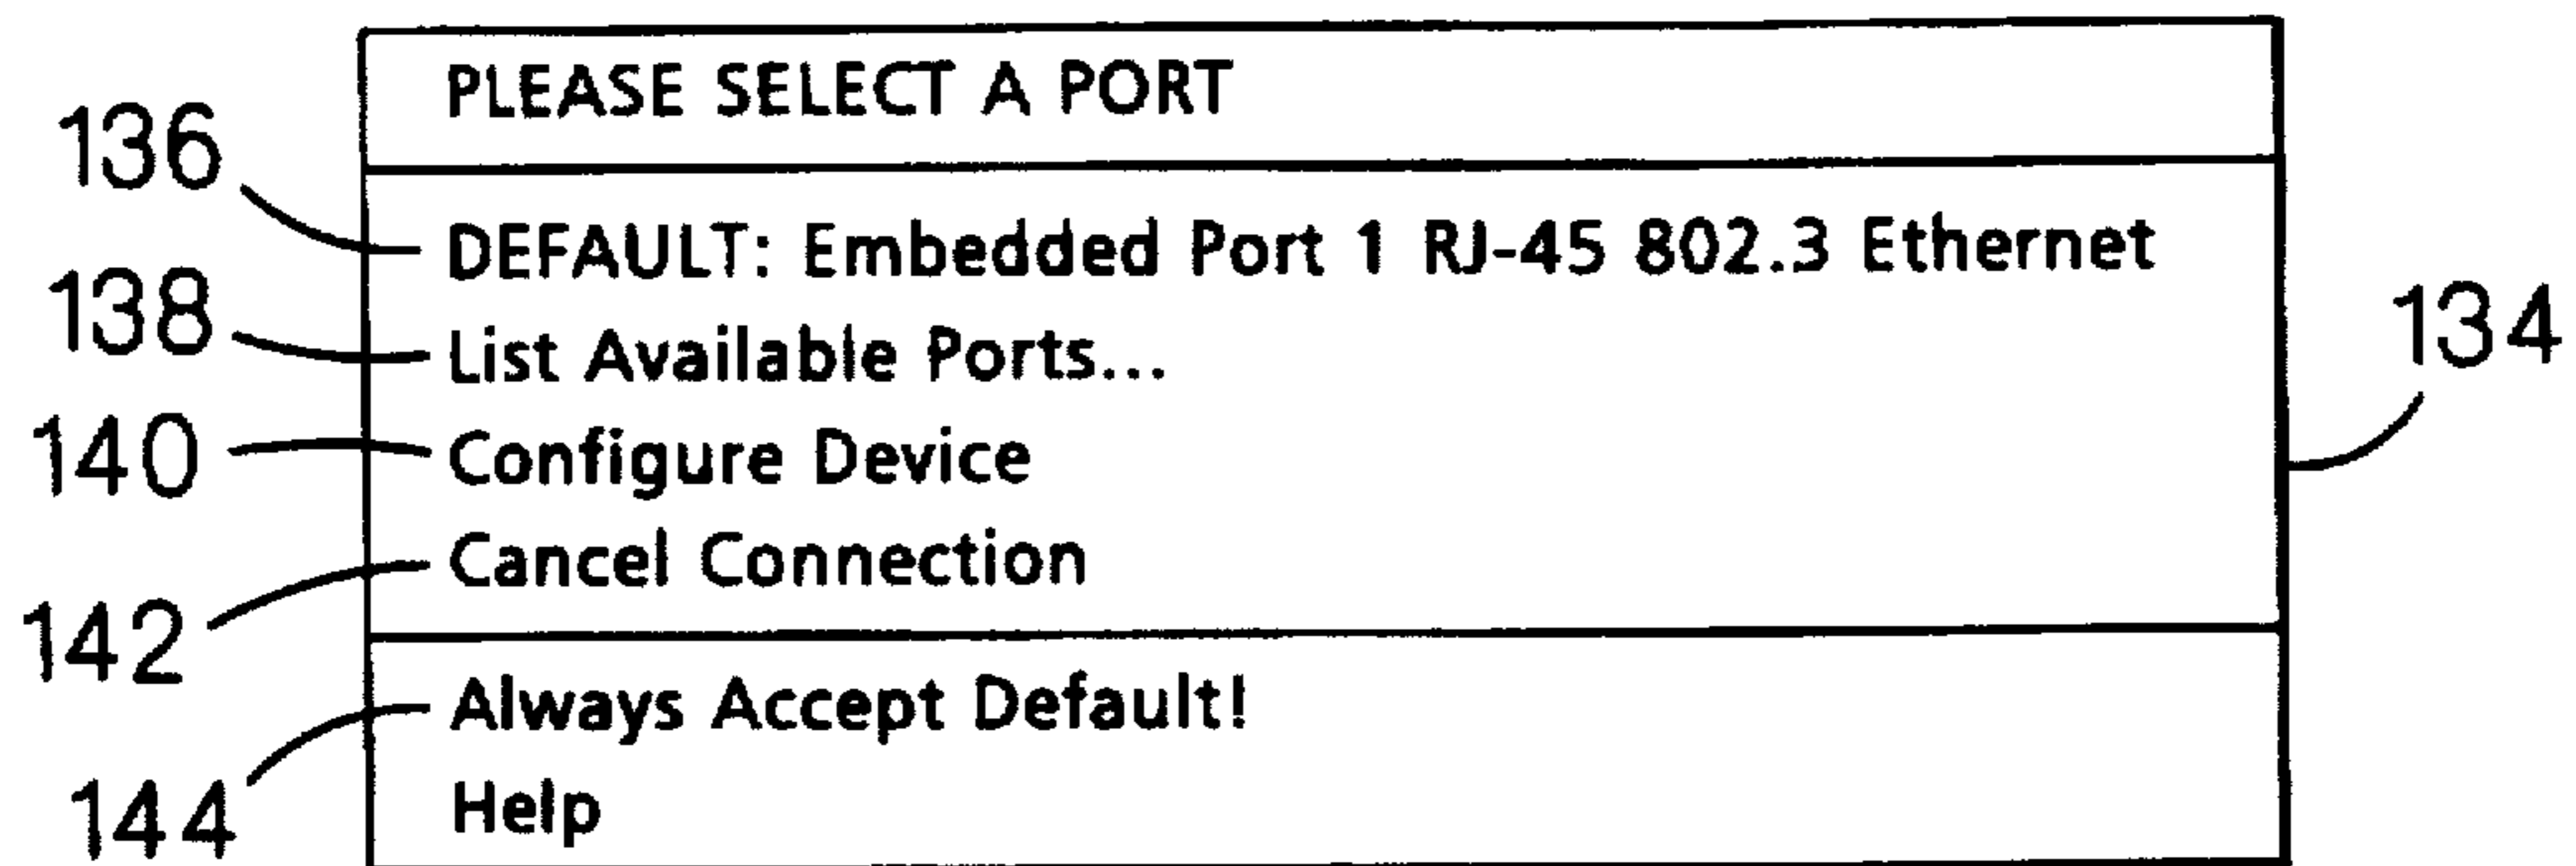 PLEASE SELECT A PORT
136
DEFAULT: Embedded Port 1 RJ-45 802.3 Ethernet
138
List Available Ports...
134
140
Configure Device
142
Cancel Connection
144
Always Accept Default!
Help